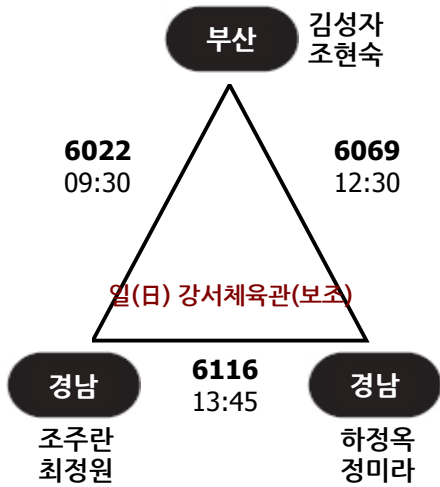 부산
김성자
조현숙
6022
09:30
6069
12:30
일(日) 강서체육관(보조)
경남
6116
13:45
경남
조주란
최정원
하정옥
정미라